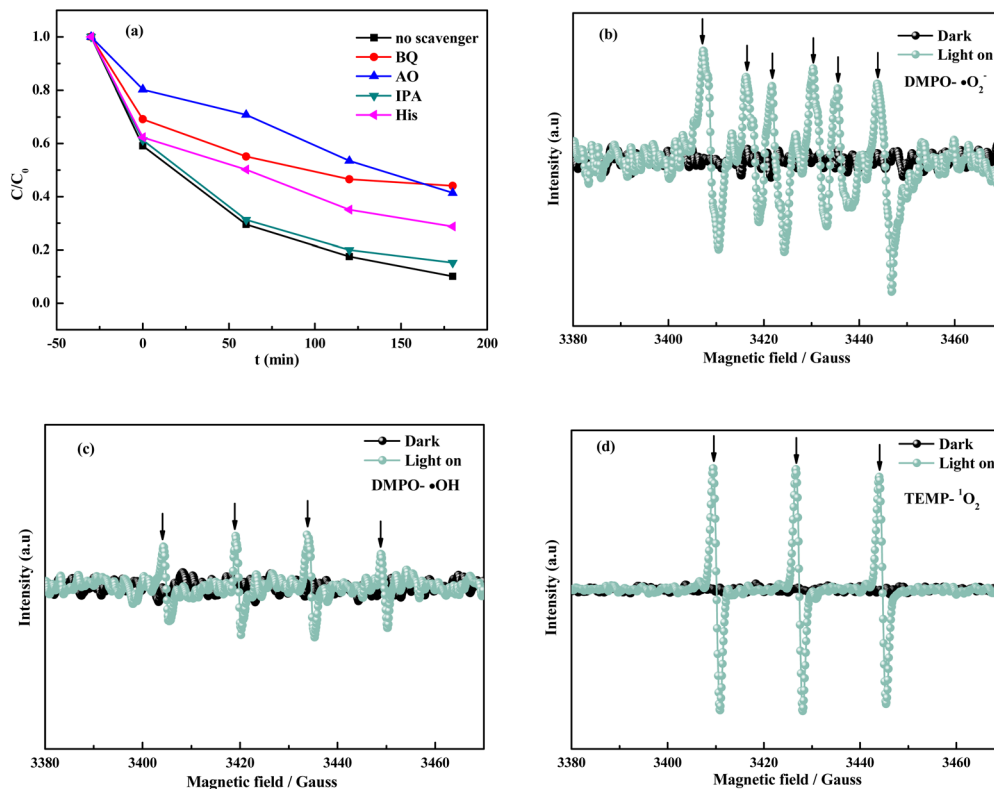 (a)
no scavenger
BQ
AO
IPA
His
1.0
0.8
0.6
0.4
0.2
0.0
C/C0
-50
0
50
100
150
200
t (min)
(b)
Dark
Light on
DMPO- •O2-
Intensity (a.u)
3380
3400
3420
3440
3460
Magnetic field / Gauss
(c)
Dark
Light on
DMPO- •OH
Intensity (a.u)
3380
3400
3420
3440
3460
Magnetic field / Gauss
(d)
Dark
Light on
TEMP- 1O2
Intensity (a.u)
3380
3400
3420
3440
3460
Magnetic field / Gauss